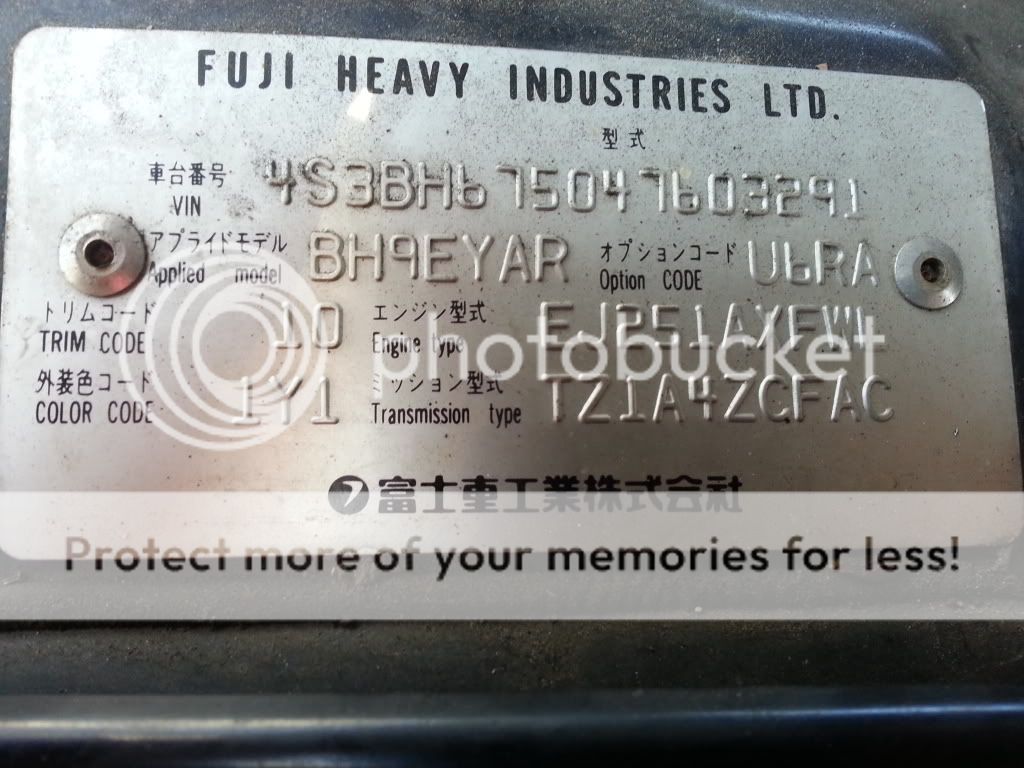 FUJI HEAVY INDUSTRIES LTD.
型式
車台番号 VIN 4S3BH675047603291
アプライドモデル Applied model BH9EYAR オプションコード Option CODE U6RA
トリムコード TRIM CODE 10 エンジン型式 Engine type EJ251AXFWL
外装色コード COLOR CODE 1Y1 ミッション型式 Transmission type TZ1A4ZCFAC
photobucket
富士重工業株式会社
Protect more of your memories for less!